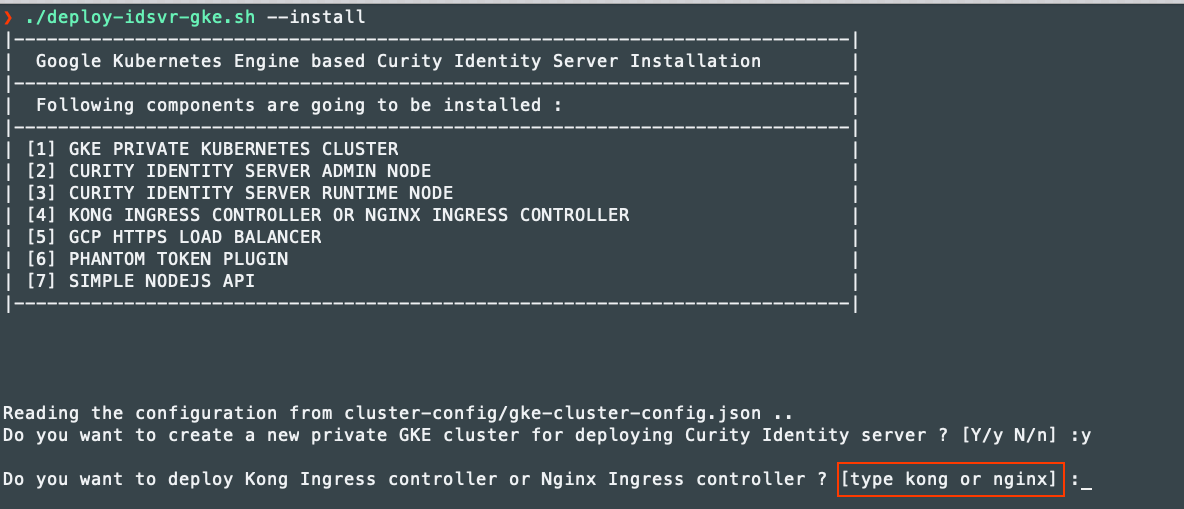 ❯ ./deploy-idsvr-gke.sh --install
|----------------------------------------------------------------------------|
|  Google Kubernetes Engine based Curity Identity Server Installation        |
|----------------------------------------------------------------------------|
|  Following components are going to be installed :                          |
|----------------------------------------------------------------------------|
| [1] GKE PRIVATE KUBERNETES CLUSTER                                         |
| [2] CURITY IDENTITY SERVER ADMIN NODE                                      |
| [3] CURITY IDENTITY SERVER RUNTIME NODE                                    |
| [4] KONG INGRESS CONTROLLER OR NGINX INGRESS CONTROLLER                    |
| [5] GCP HTTPS LOAD BALANCER                                                |
| [6] PHANTOM TOKEN PLUGIN                                                   |
| [7] SIMPLE NODEJS API                                                      |
|----------------------------------------------------------------------------|
Reading the configuration from cluster-config/gke-cluster-config.json ..
Do you want to create a new private GKE cluster for deploying Curity Identity server ? [Y/y N/n] :y
Do you want to deploy Kong Ingress controller or Nginx Ingress controller ? [type kong or nginx] :_